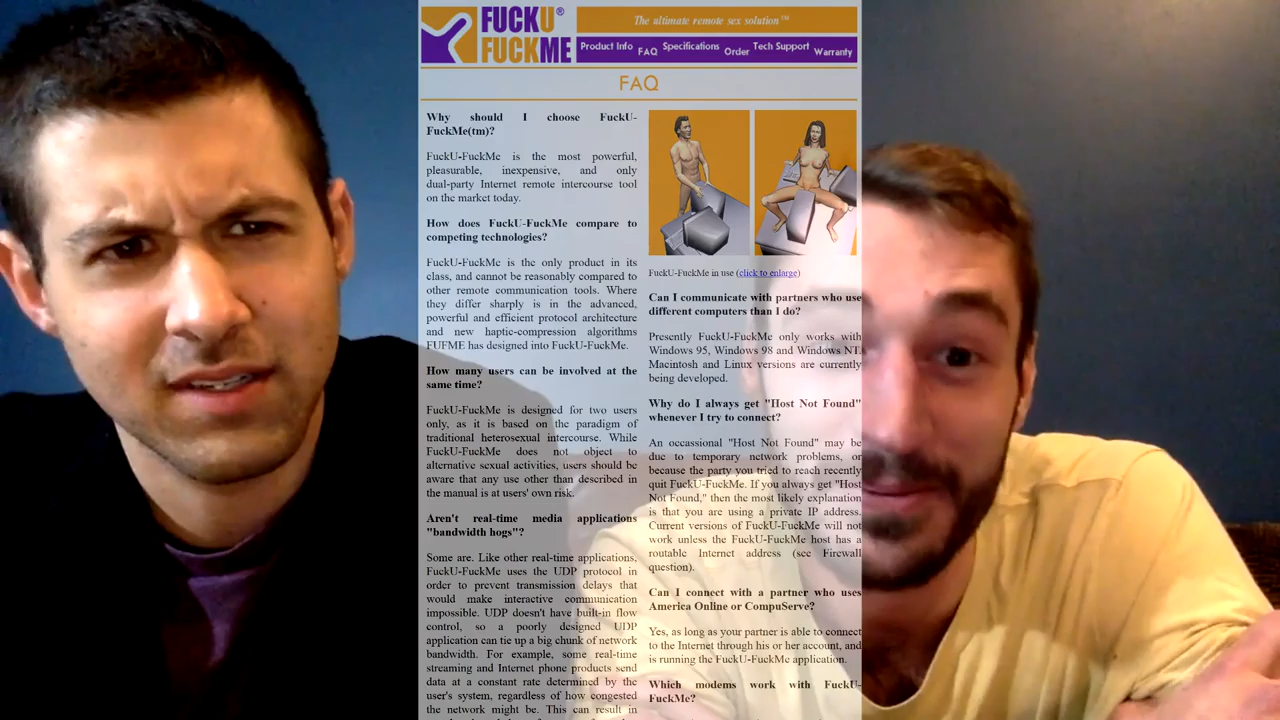 FUCKU®
FUCKME
The ultimate remote sex solution™
Product Info FAQ Specifications Order Tech Support Warranty
FAQ
Why should I choose FuckU-
FuckMe(tm)?
FuckU-FuckMe is the most powerful,
pleasurable, inexpensive, and only
dual-party Internet remote intercourse tool
on the market today.
How does FuckU-FuckMe compare to
competing technologies?
FuckU-FuckMe is the only product in its
class, and cannot be reasonably compared to
other remote communication tools. Where
they differ sharply is in the advanced,
powerful and efficient protocol architecture
and new haptic-compression algorithms
FUFME has designed into FuckU-FuckMe.
How many users can be involved at the
same time?
FuckU-FuckMe is designed for two users
only, as it is based on the paradigm of
traditional heterosexual intercourse. While
FuckU-FuckMe does not object to
alternative sexual activities, users should be
aware that any use other than described in
the manual is at users' own risk.
Aren't real-time media applications
"bandwidth hogs"?
Some are. Like other real-time applications,
FuckU-FuckMe uses the UDP protocol in
order to prevent transmission delays that
would make interactive communication
impossible. UDP doesn't have built-in flow
control, so a poorly designed UDP
application can tie up a big chunk of network
bandwidth. For example, some real-time
streaming and Internet phone products send
data at a constant rate determined by the
user's system, regardless of how congested
the network might be. This can result in
FuckU-FuckMe in use (click to enlarge)
Can I communicate with partners who use
different computers than I do?
Presently FuckU-FuckMe only works with
Windows 95, Windows 98 and Windows NT.
Macintosh and Linux versions are currently
being developed.
Why do I always get "Host Not Found"
whenever I try to connect?
An occassional "Host Not Found" may be
due to temporary network problems, or
because the party you tried to reach recently
quit FuckU-FuckMe. If you always get "Host
Not Found," then the most likely explanation
is that you are using a private IP address.
Current versions of FuckU-FuckMe will not
work unless the FuckU-FuckMe host has a
routable Internet address (see Firewall
question).
Can I connect with a partner who uses
America Online or CompuServe?
Yes, as long as your partner is able to connect
to the Internet through his or her account, and
is running the FuckU-FuckMe application.
Which modems work with FuckU-
FuckMe?